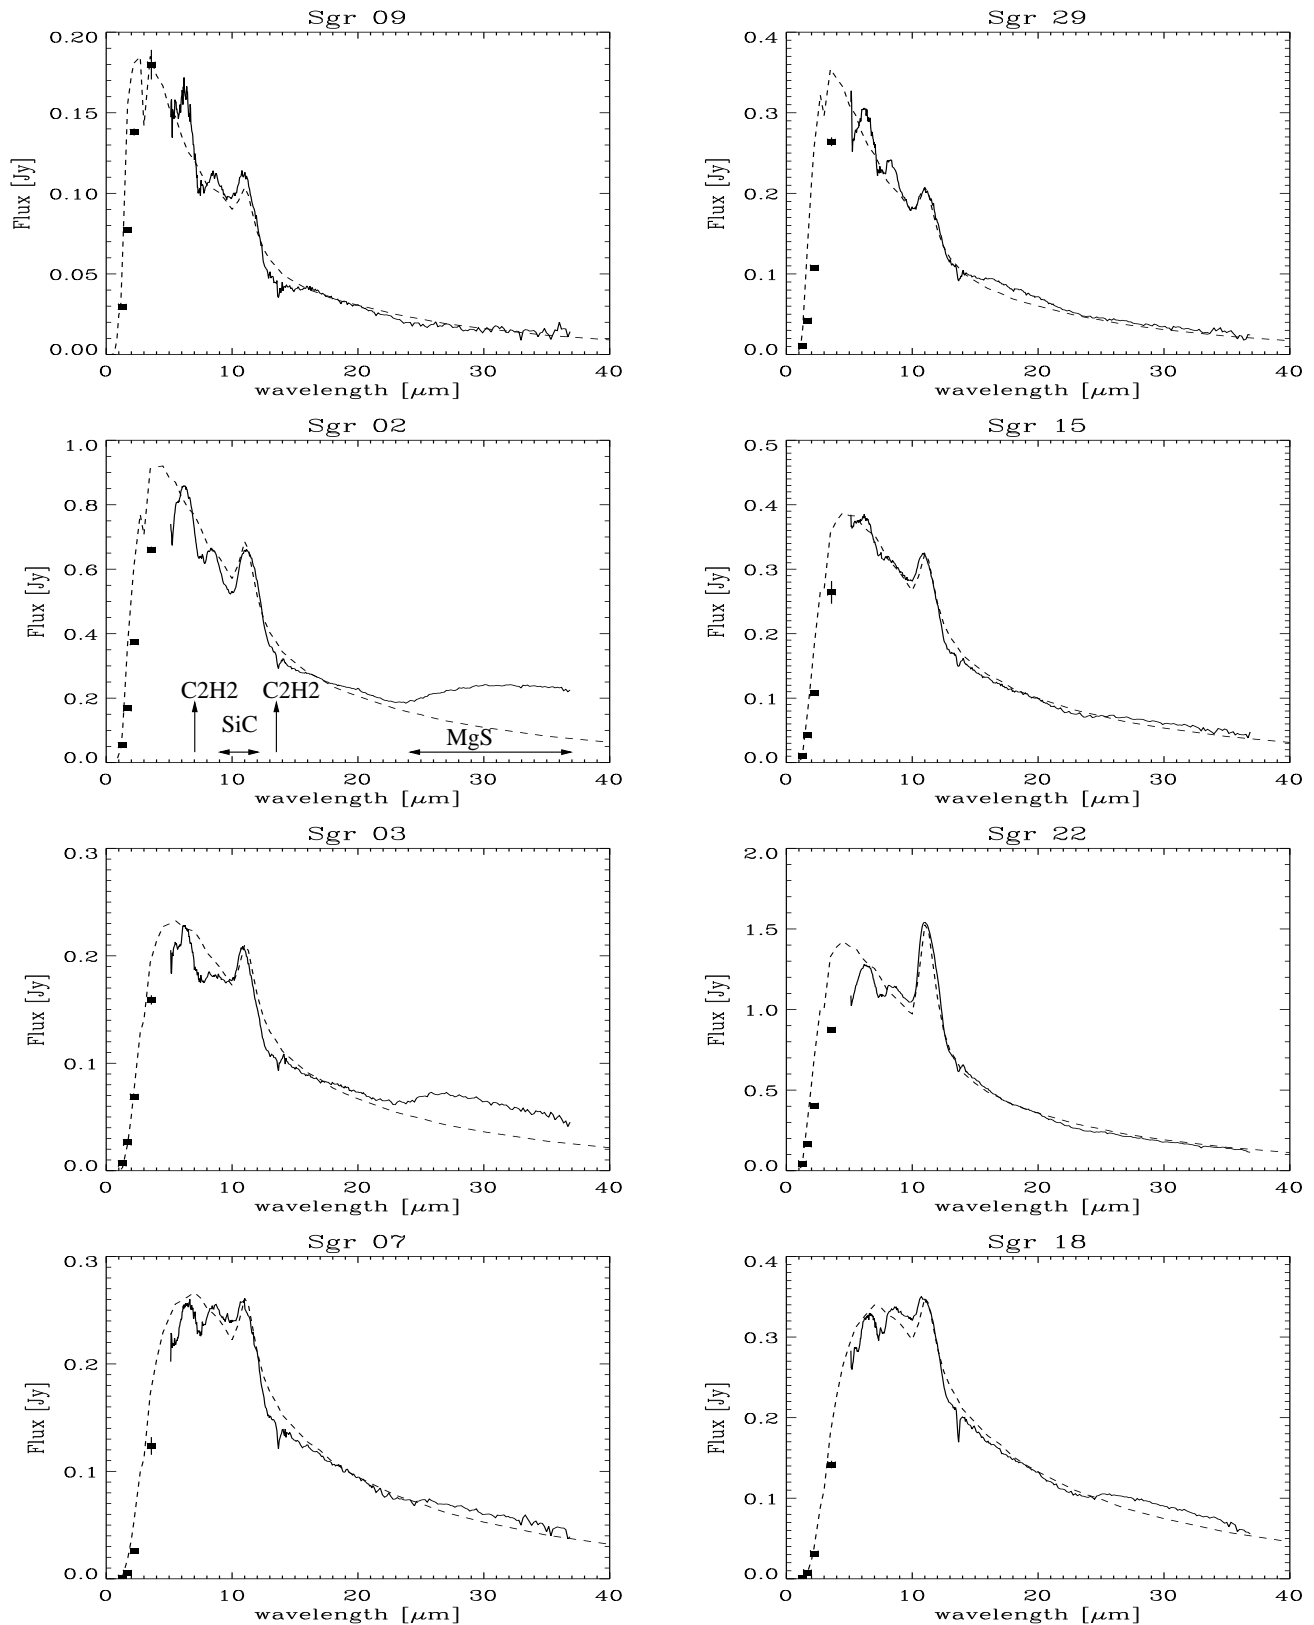 Sgr 09
0.20
0.15
0.10
0.05
0.00
Flux [Jy]
0 10 20 30 40
wavelength [μm]
Sgr 29
0.4
0.3
0.2
0.1
0.0
Flux [Jy]
0 10 20 30 40
wavelength [μm]
Sgr 02
1.0
0.8
0.6
0.4
0.2
0.0
Flux [Jy]
C2H2 C2H2
SiC
MgS
0 10 20 30 40
wavelength [μm]
Sgr 15
0.5
0.4
0.3
0.2
0.1
0.0
Flux [Jy]
0 10 20 30 40
wavelength [μm]
Sgr 03
0.3
0.2
0.1
0.0
Flux [Jy]
0 10 20 30 40
wavelength [μm]
Sgr 22
2.0
1.5
1.0
0.5
0.0
Flux [Jy]
0 10 20 30 40
wavelength [μm]
Sgr 07
0.3
0.2
0.1
0.0
Flux [Jy]
0 10 20 30 40
wavelength [μm]
Sgr 18
0.4
0.3
0.2
0.1
0.0
Flux [Jy]
0 10 20 30 40
wavelength [μm]